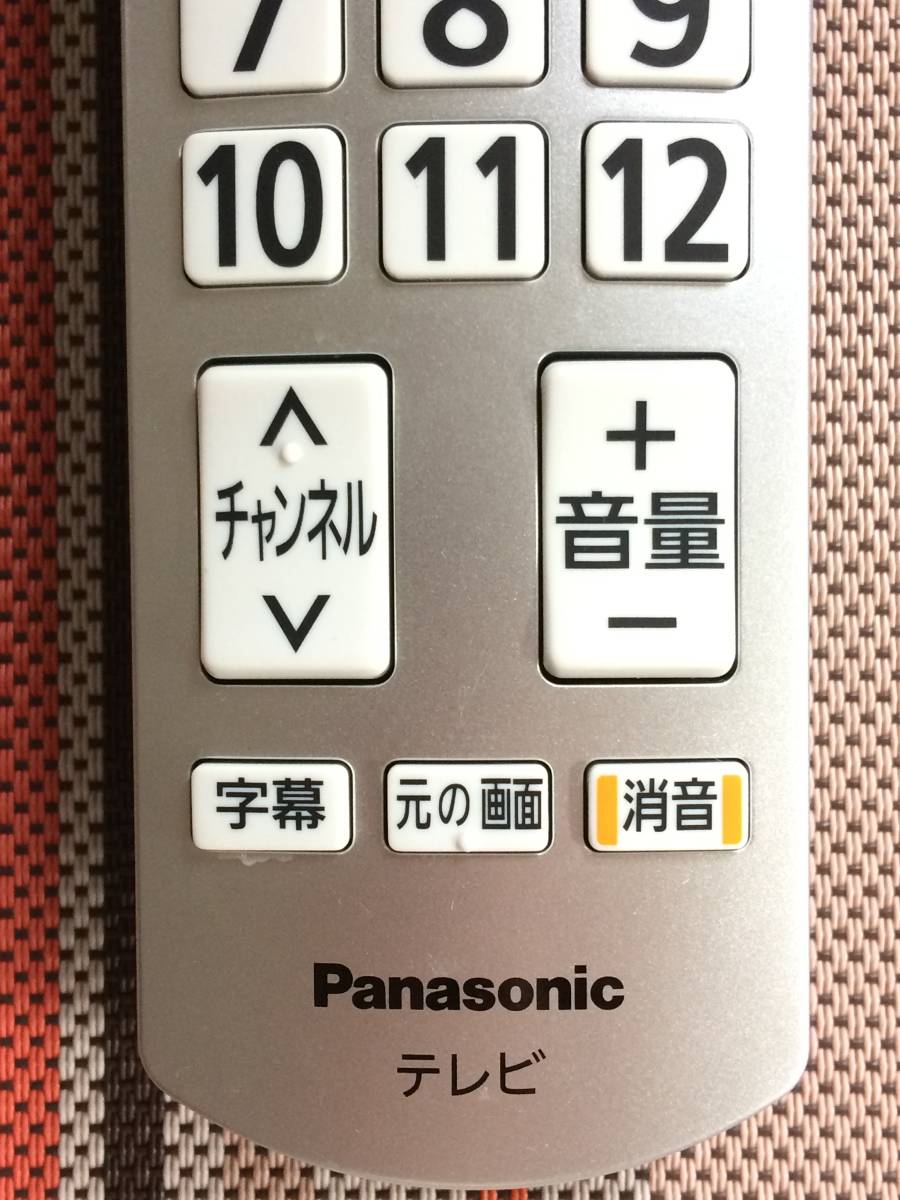 7 8 9
10 11 12
∧ +
チャンネル 音量
∨ −
字幕 元の画面 消音
Panasonic
テレビ